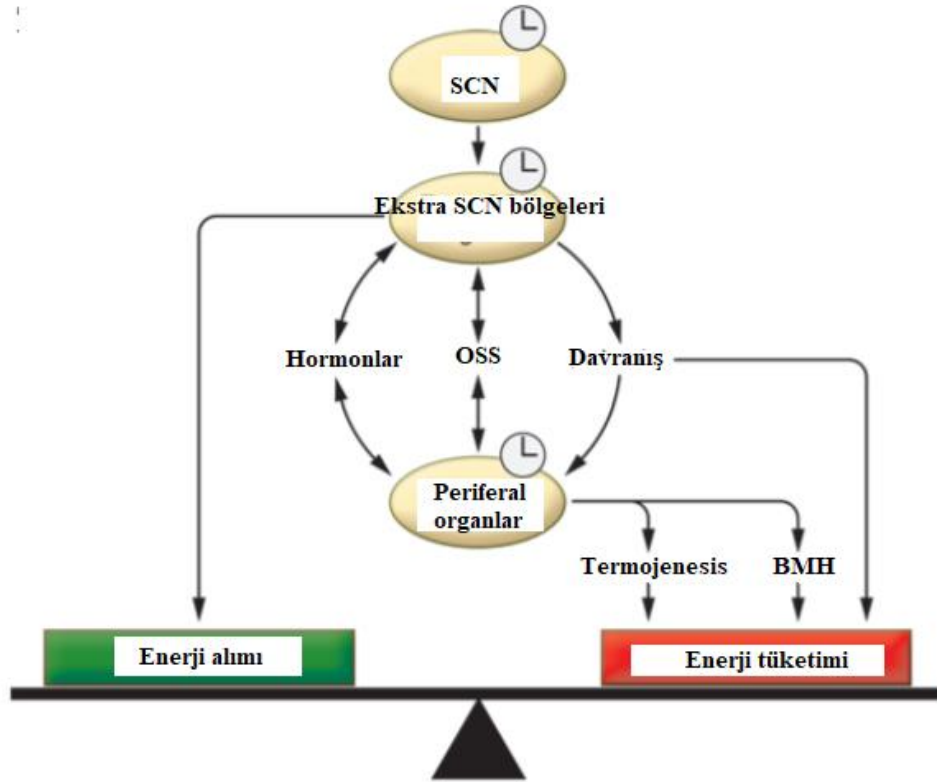 SCN
Ekstra SCN bölgeleri
Hormonlar
OSS
Davranış
Periferal
organlar
Termojenesis
BMH
Enerji alımı
Enerji tüketimi